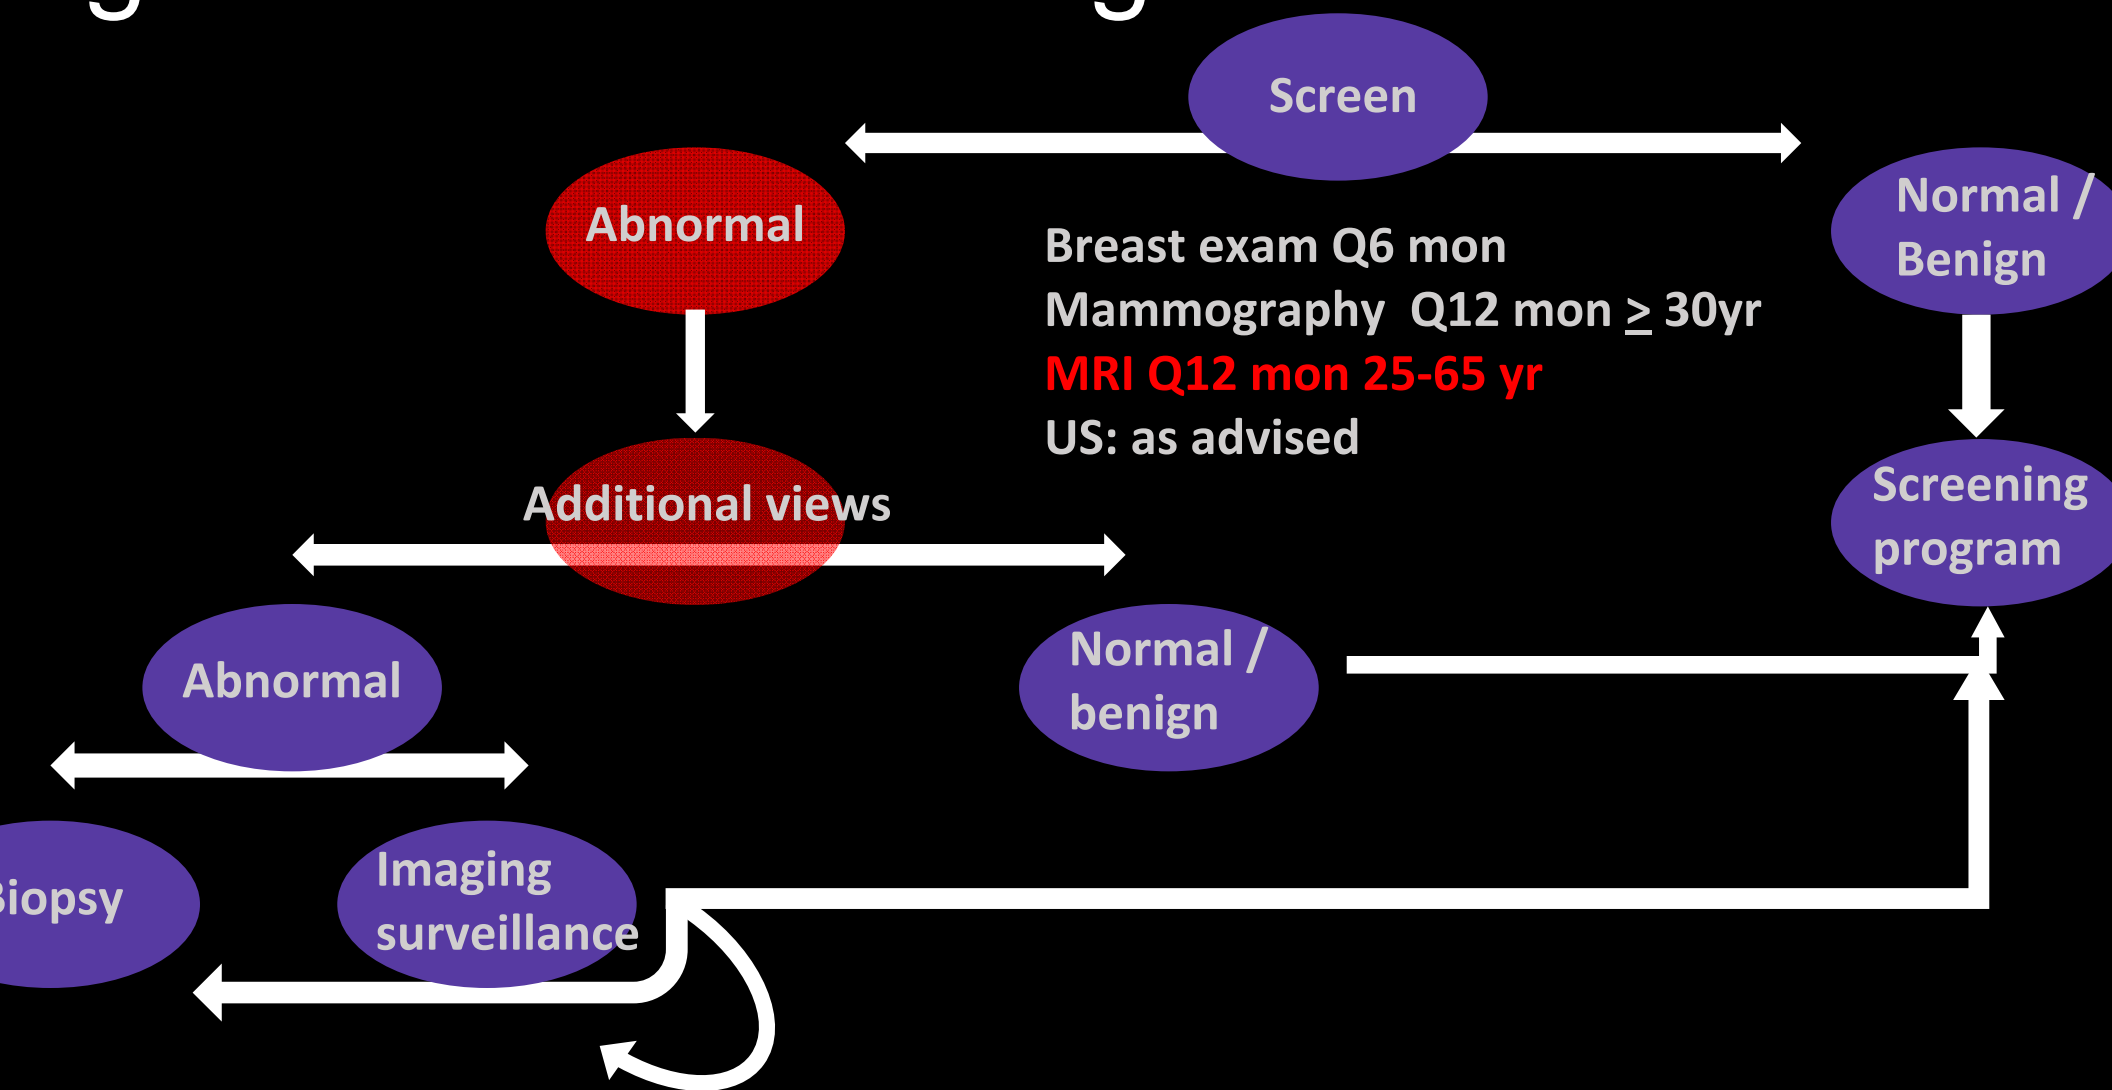 Screen
Abnormal
Normal /
Benign
Breast exam Q6 mon
Mammography  Q12 mon ≥ 30yr
MRI Q12 mon 25-65 yr
US: as advised
Additional views
Screening
program
Abnormal
Normal /
benign
Biopsy
Imaging
surveillance